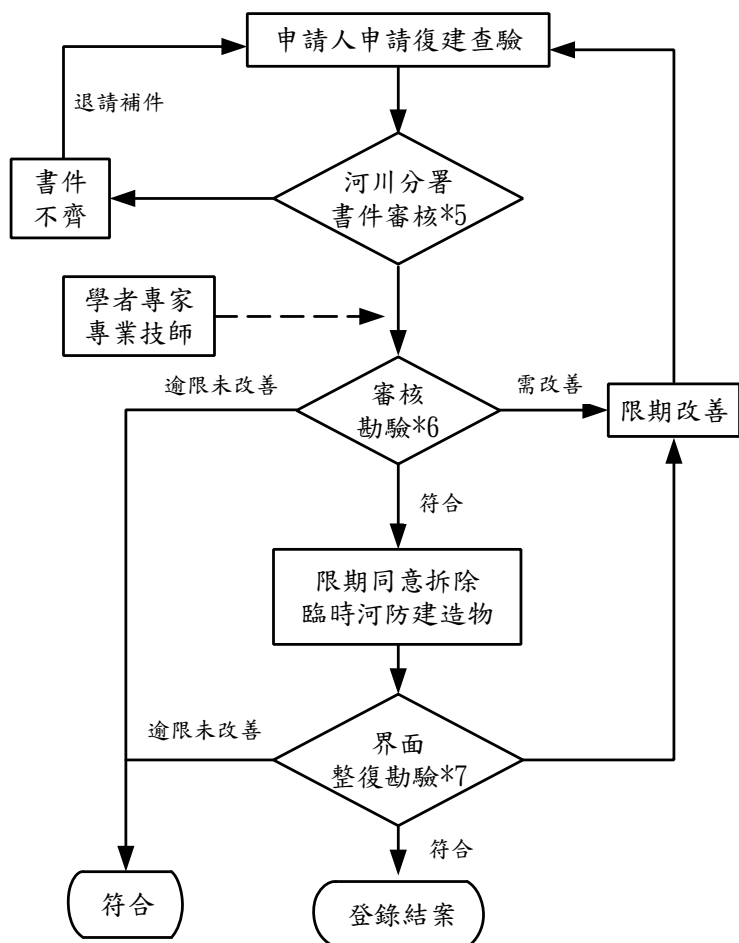 申請人申請復建查驗
退請補件
書件
不齊
河川分署
書件審核*5
學者專家
專業技師
逾限未改善
審核
勘驗*6
需改善
限期改善
符合
限期同意拆除
臨時河防建造物
逾限未改善
界面
整復勘驗*7
符合
符合
登錄結案